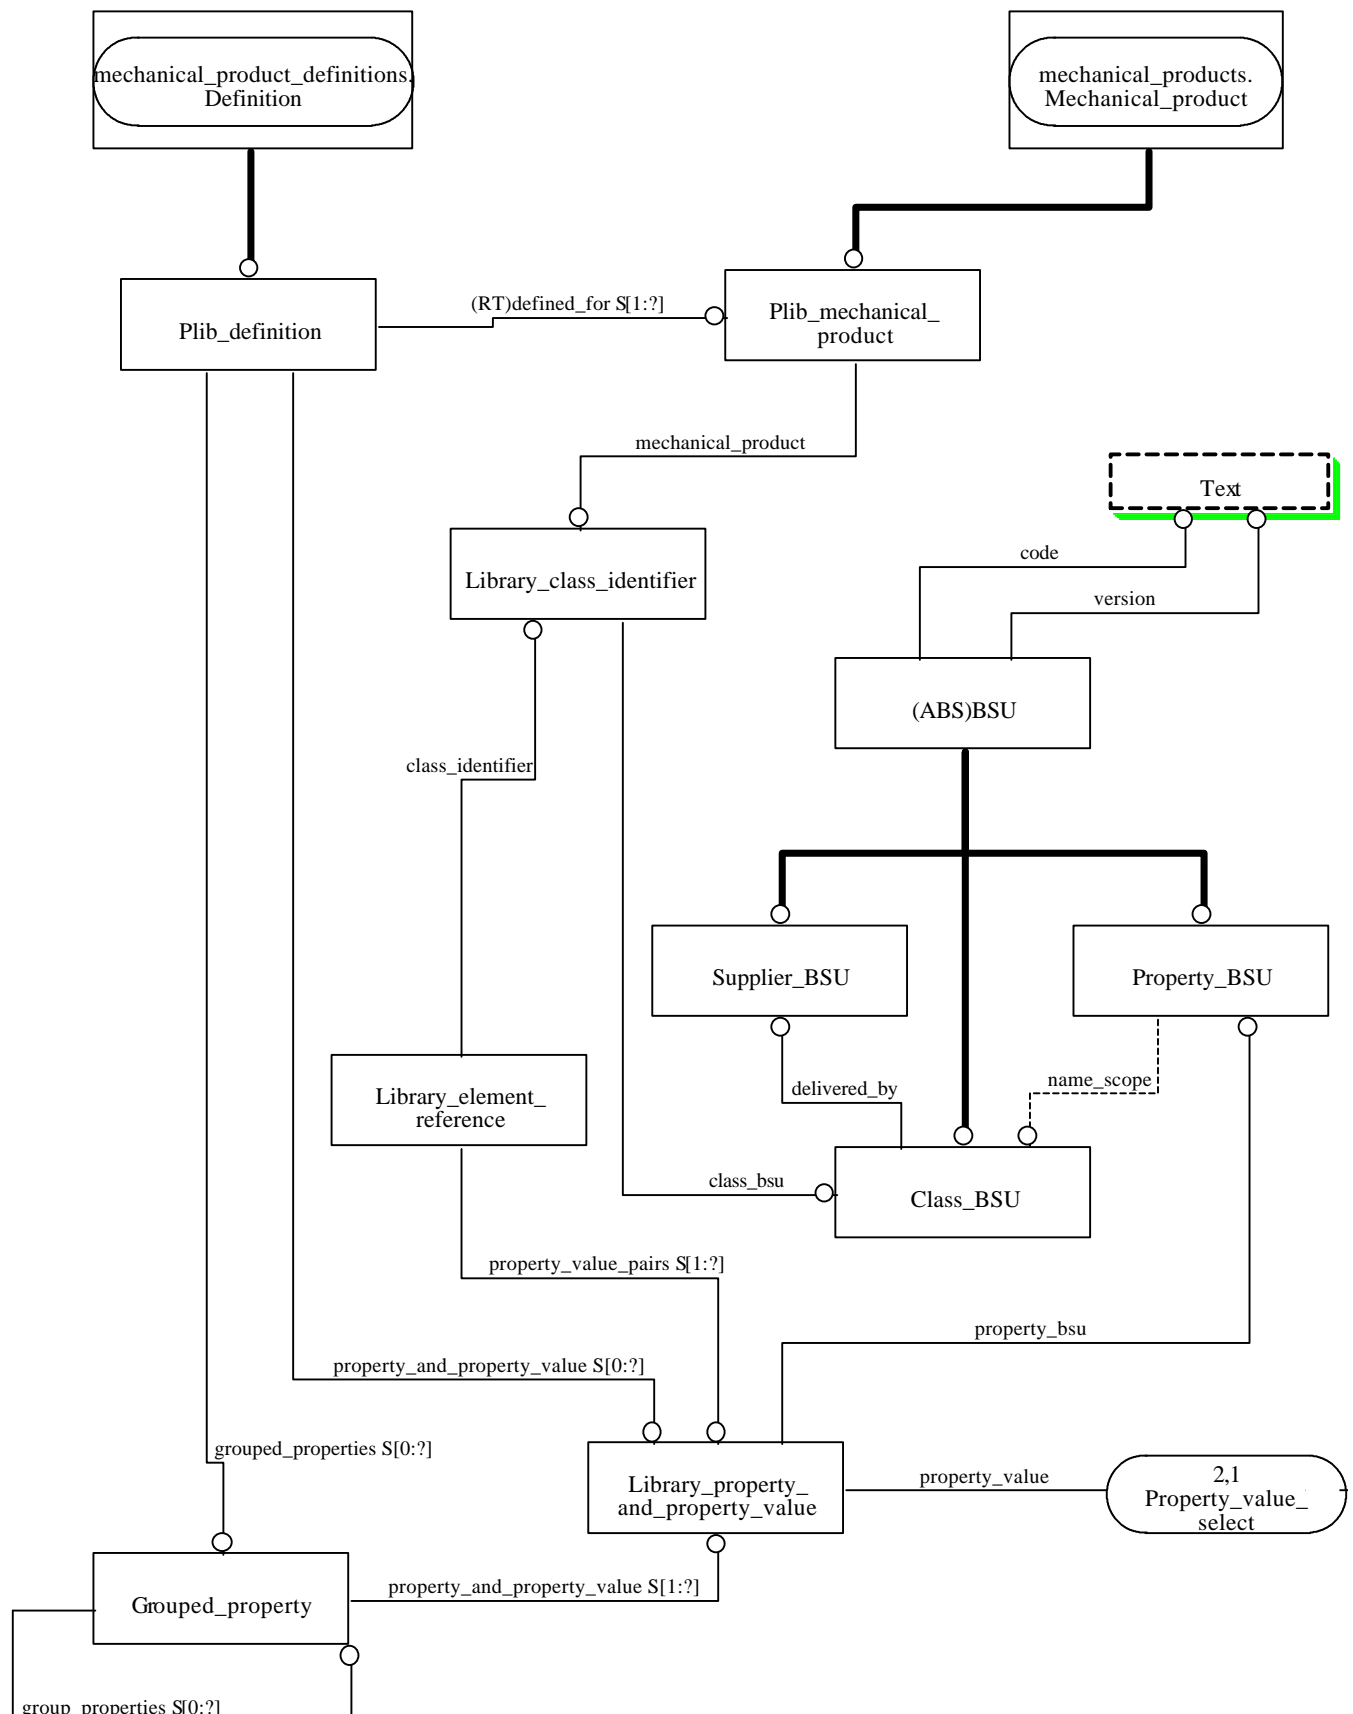 mechanical_product_definitions.
Definition
mechanical_products.
Mechanical_product
(RT)defined_for S[1:?]
Plib_definition
Plib_mechanical_
product
mechanical_product
Text
code
Library_class_identifier
version
(ABS)BSU
class_identifier
Supplier_BSU
Property_BSU
name_scope
delivered_by
Library_element_
reference
class_bsu
Class_BSU
property_value_pairs S[1:?]
property_bsu
property_and_property_value S[0:?]
grouped_properties S[0:?]
Library_property_
and_property_value
property_value
2,1
Property_value_
select
property_and_property_value S[1:?]
Grouped_property
group_properties S[0:?]